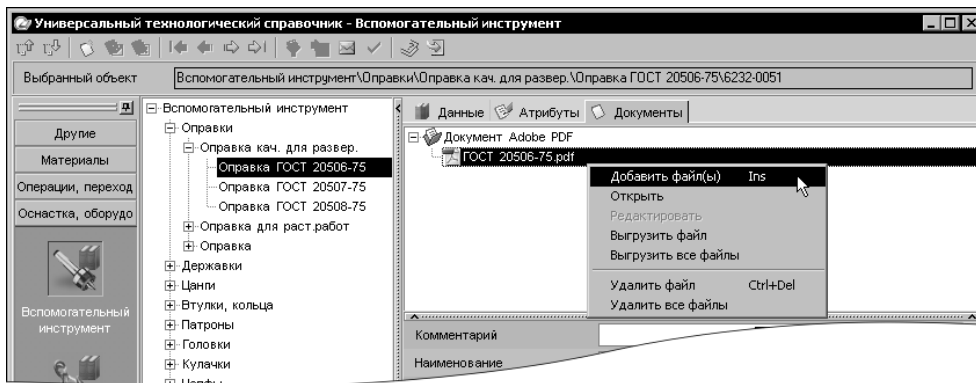 Универсальный технологический справочник - Вспомогательный инструмент
Выбранный объект
Вспомогательный инструмент\Оправки\Оправка кач. для развер.\Оправка ГОСТ 20506-75\6232-0051
Другие
Материалы
Операции, переход
Оснастка, оборудо
Вспомогательный
инструмент
Вспомогательный инструмент
Оправки
Оправка кач. для развер.
Оправка ГОСТ 20506-75
Оправка ГОСТ 20507-75
Оправка ГОСТ 20508-75
Оправка для раст.работ
Оправка
Державки
Цанги
Втулки, кольца
Патроны
Головки
Кулачки
Данные Атрибуты Документы
Документ Adobe PDF
ГОСТ 20506-75.pdf
Добавить файл(ы) Ins
Открыть
Редактировать
Выгрузить файл
Выгрузить все файлы
Удалить файл Ctrl+Del
Удалить все файлы
Комментарий
Наименование